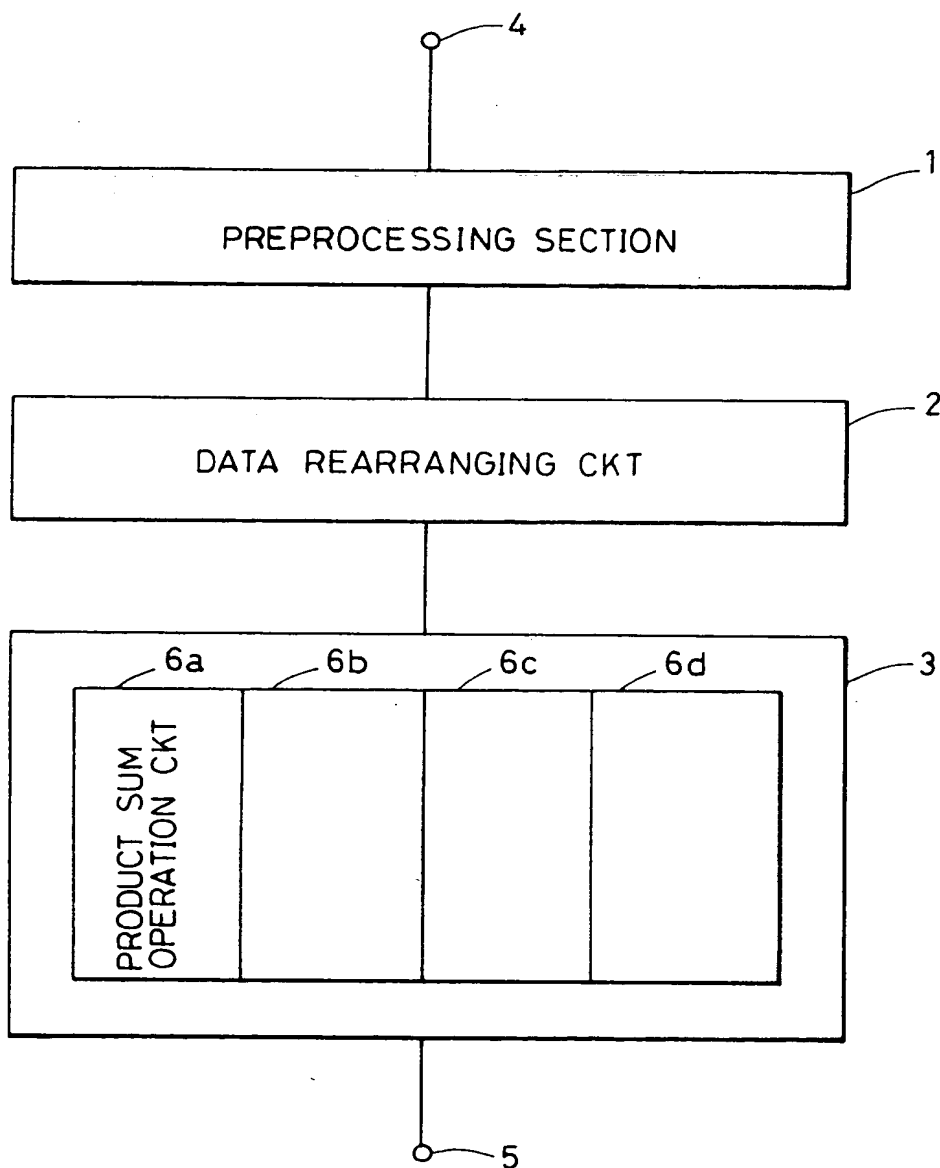 4
1
PREPROCESSING SECTION
2
DATA REARRANGING CKT
3
6a 6b 6c 6d
PRODUCT SUM
OPERATION CKT
5